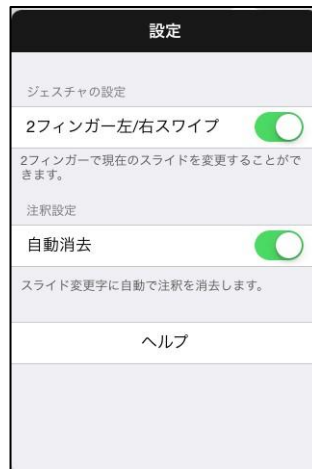 設定
ジェスチャの設定
2フィンガー左/右スワイプ
2フィンガーで現在のスライドを変更することがで
きます。
注釈設定
自動消去
スライド変更字に自動で注釈を消去します。
ヘルプ